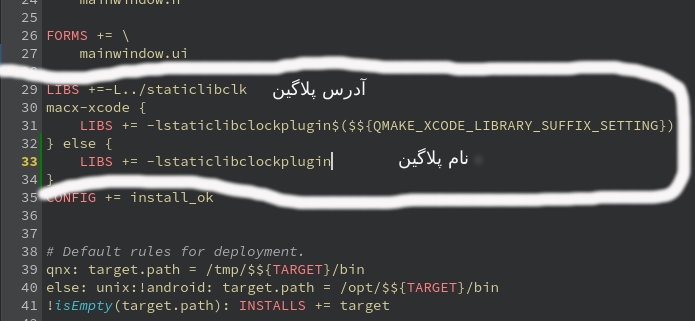 24 mainwindow.h
25
26 FORMS += \
27 mainwindow.ui
29 LIBS +=-L../staticlibclk آدرس پلاگین
30 macx-xcode {
31 LIBS += -lstaticlibclockplugin$($${QMAKE_XCODE_LIBRARY_SUFFIX_SETTING})
32 } else {
33 LIBS += -lstaticlibclockplugin نام پلاگین
34 }
35 CONFIG += install_ok
36
37
38 # Default rules for deployment.
39 qnx: target.path = /tmp/$${TARGET}/bin
40 else: unix:!android: target.path = /opt/$${TARGET}/bin
41 !isEmpty(target.path): INSTALLS += target